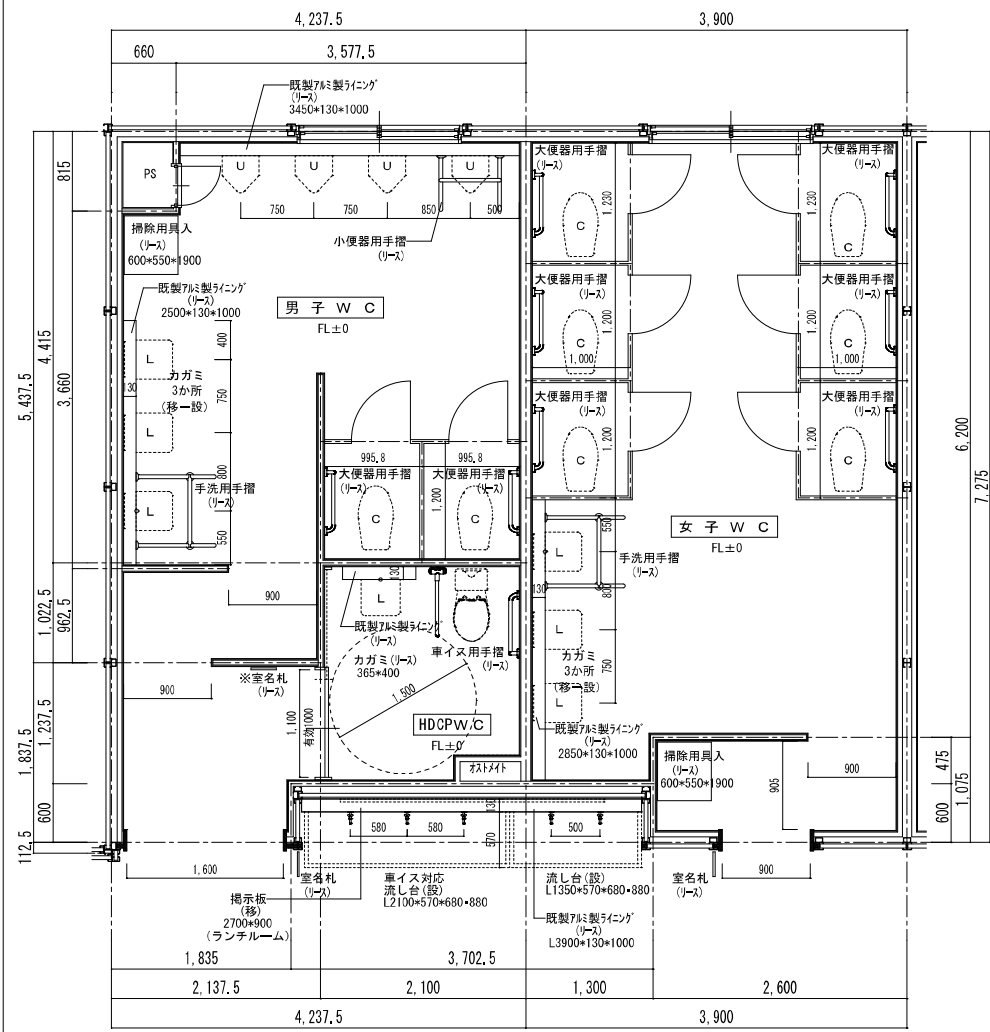 4,237.5
3,900
660
3,577.5
既製アルミ製ライニング
(リース)
3450*130*1000
PS
U
U
U
U
750
750
850
500
小便器用手摺
(リース)
大便器用手摺
(リース)
1,230
C
大便器用手摺
(リース)
1,230
C
815
4,415
3,660
5,437.5
掃除用具入
(リース)
600*550*1900
既製アルミ製ライニング
(リース)
2500*130*1000
男子WC
FL±0
大便器用手摺
(リース)
1,200
C
1,000
大便器用手摺
(リース)
1,200
C
1,000
400
L
130
カガミ
3か所
(移一設)
750
L
800
手洗用手摺
(リース)
L
550
大便器用手摺
(リース)
1,200
C
大便器用手摺
(リース)
1,200
C
6,200
7,275
995.8
995.8
大便器用手摺
(リース)
大便器用手摺
(リース)
1,200
C
C
女子WC
FL±0
550
L
手洗用手摺
(リース)
130
800
L
カガミ
3か所
(移一設)
750
L
既製アルミ製ライニング
(リース)
2850*130*1000
1,022.5
962.5
900
130
L
既製アルミ製ライニング
(リース)
カガミ(リース)
365*400
車イス用手摺
(リース)
1,500
900
※室名札
(リース)
1,100
有効1000
HDCPWC
FL±0
オストメイト
1,237.5
1,837.5
600
112.5
掃除用具入
(リース)
600*550*1900
905
900
475
1,075
600
130
580
580
570
500
1,600
室名札
(リース)
車イス対応
流し台(設)
L2100*570*680・880
流し台(設)
L1350*570*680・880
室名札
(リース)
900
掲示板
(移)
2700*900
(ランチルーム)
既製アルミ製ライニング
(リース)
L3900*130*1000
1,835
3,702.5
2,137.5
2,100
1,300
2,600
4,237.5
3,900